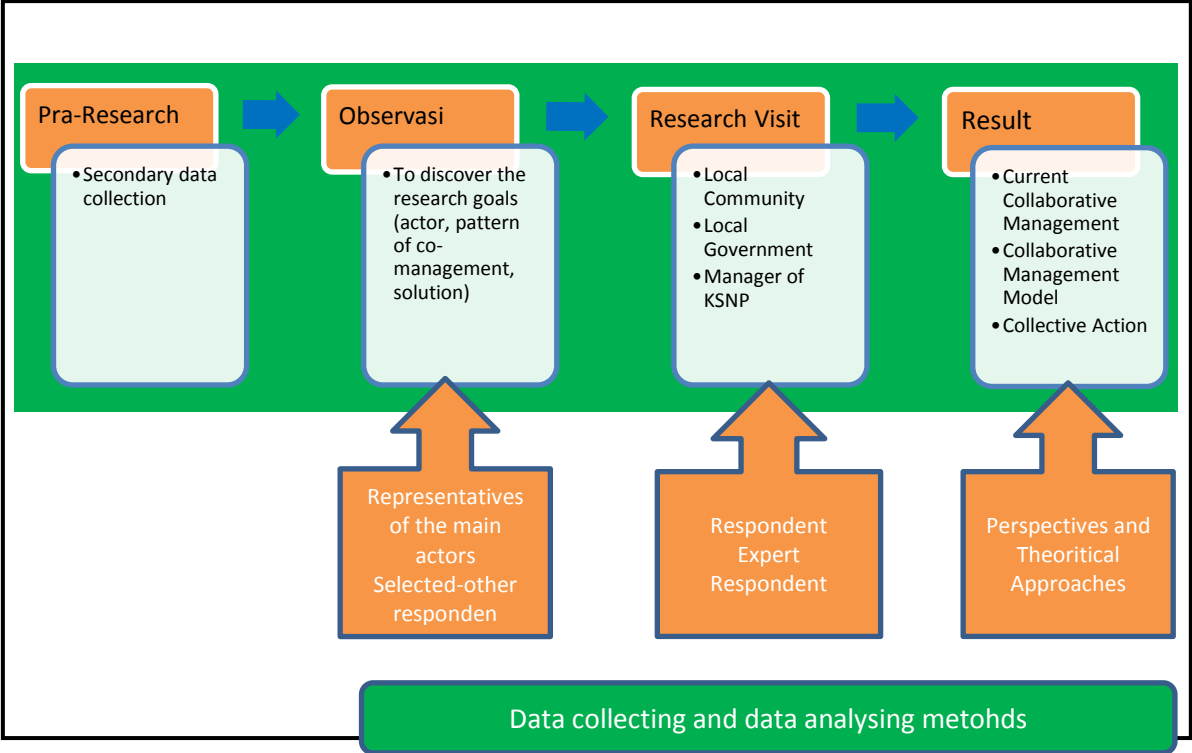 Pra-Research
Observasi
Research Visit
Result
•Secondary data
collection
•To discover the
research goals
(actor, pattern
of co-
management,
solution)
•Local
Community
•Local
Government
•Manager of
KSNP
•Current
Collaborative
Management
•Collaborative
Management
Model
•Collective Action
Representatives
of the main
actors
Selected-other
responden
Respondent
Expert
Respondent
Perspectives and
Theoritical
Approaches
Data collecting and data analysing metohds